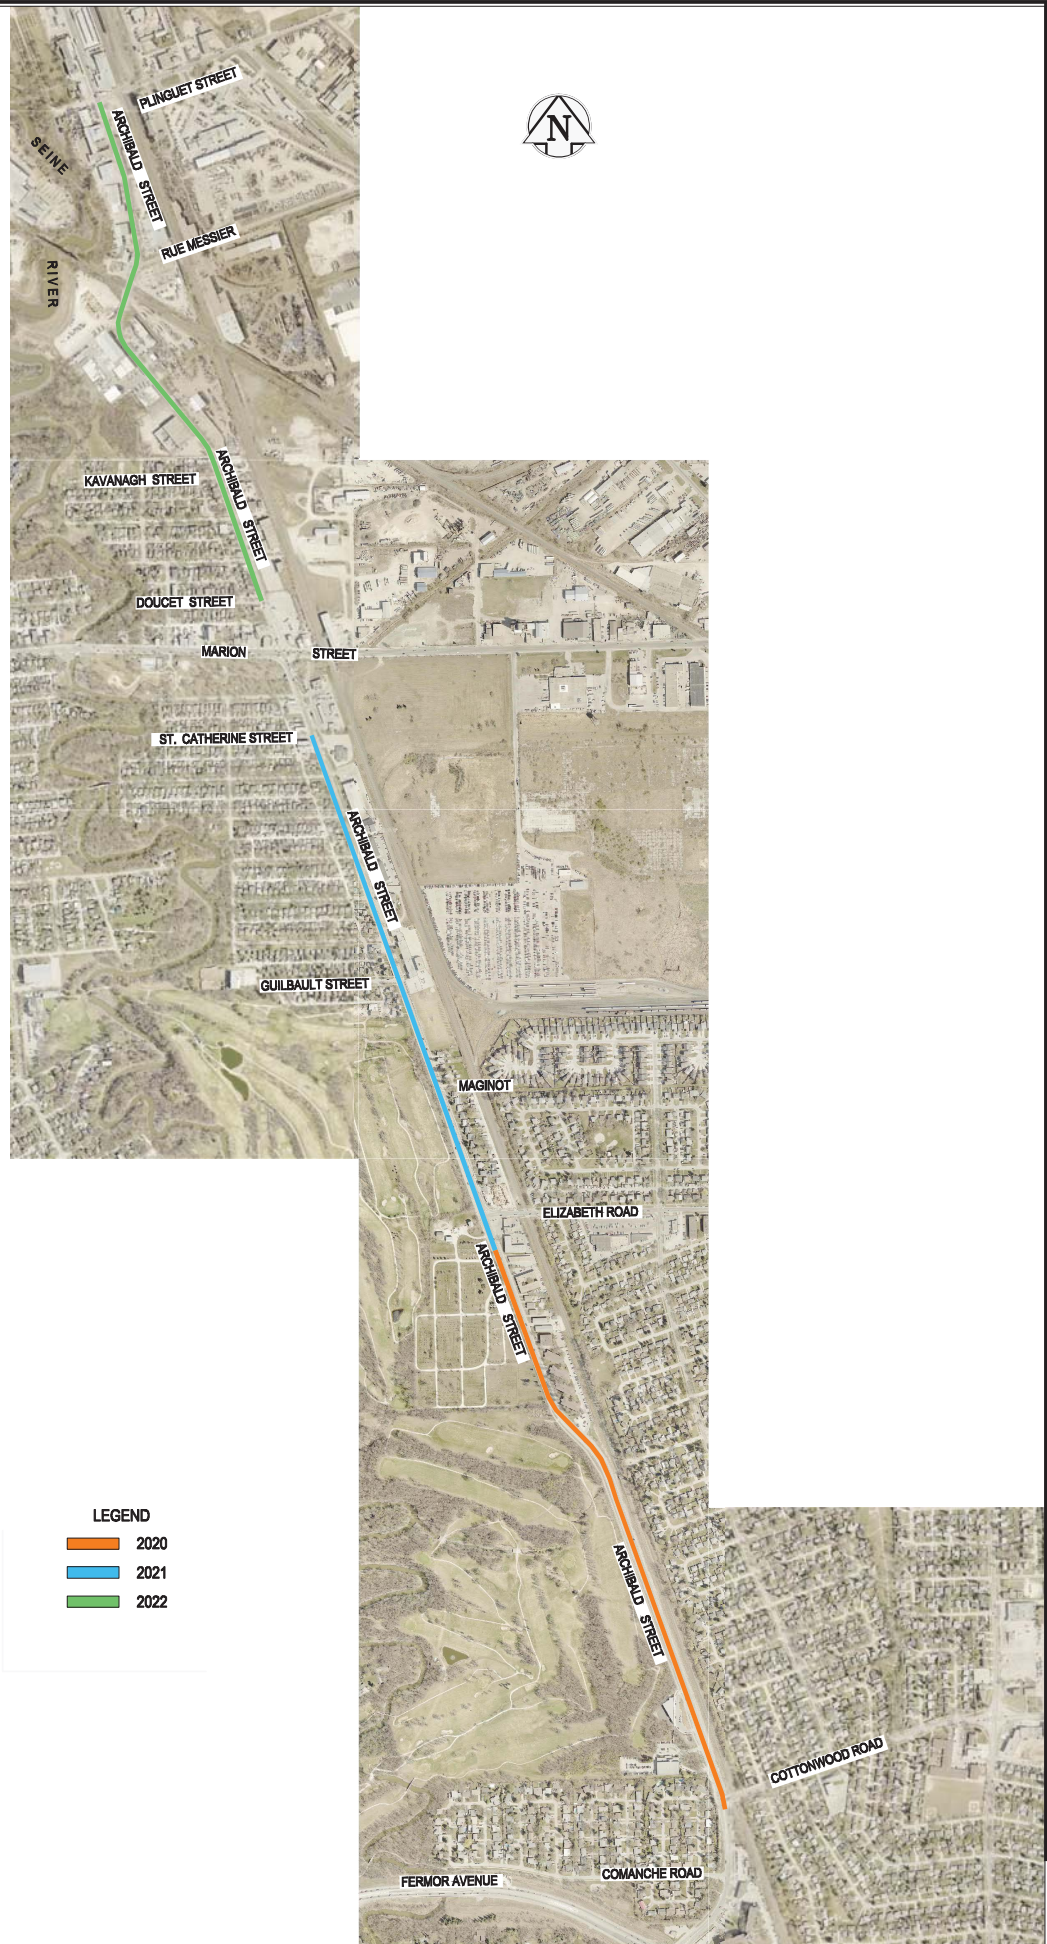 PLINGUET STREET
N
ARCHIBALD STREET
SEINE
RUE MESSIER
RIVER
ARCHIBALD STREET
KAVANAGH STREET
DOUCET STREET
MARION STREET
ST. CATHERINE STREET
ARCHIBALD STREET
GUILBAULT STREET
MAGINOT
ELIZABETH ROAD
ARCHIBALD STREET
LEGEND
2020
2021
2022
ARCHIBALD STREET
COTTONWOOD ROAD
COMANCHE ROAD
FERMOR AVENUE